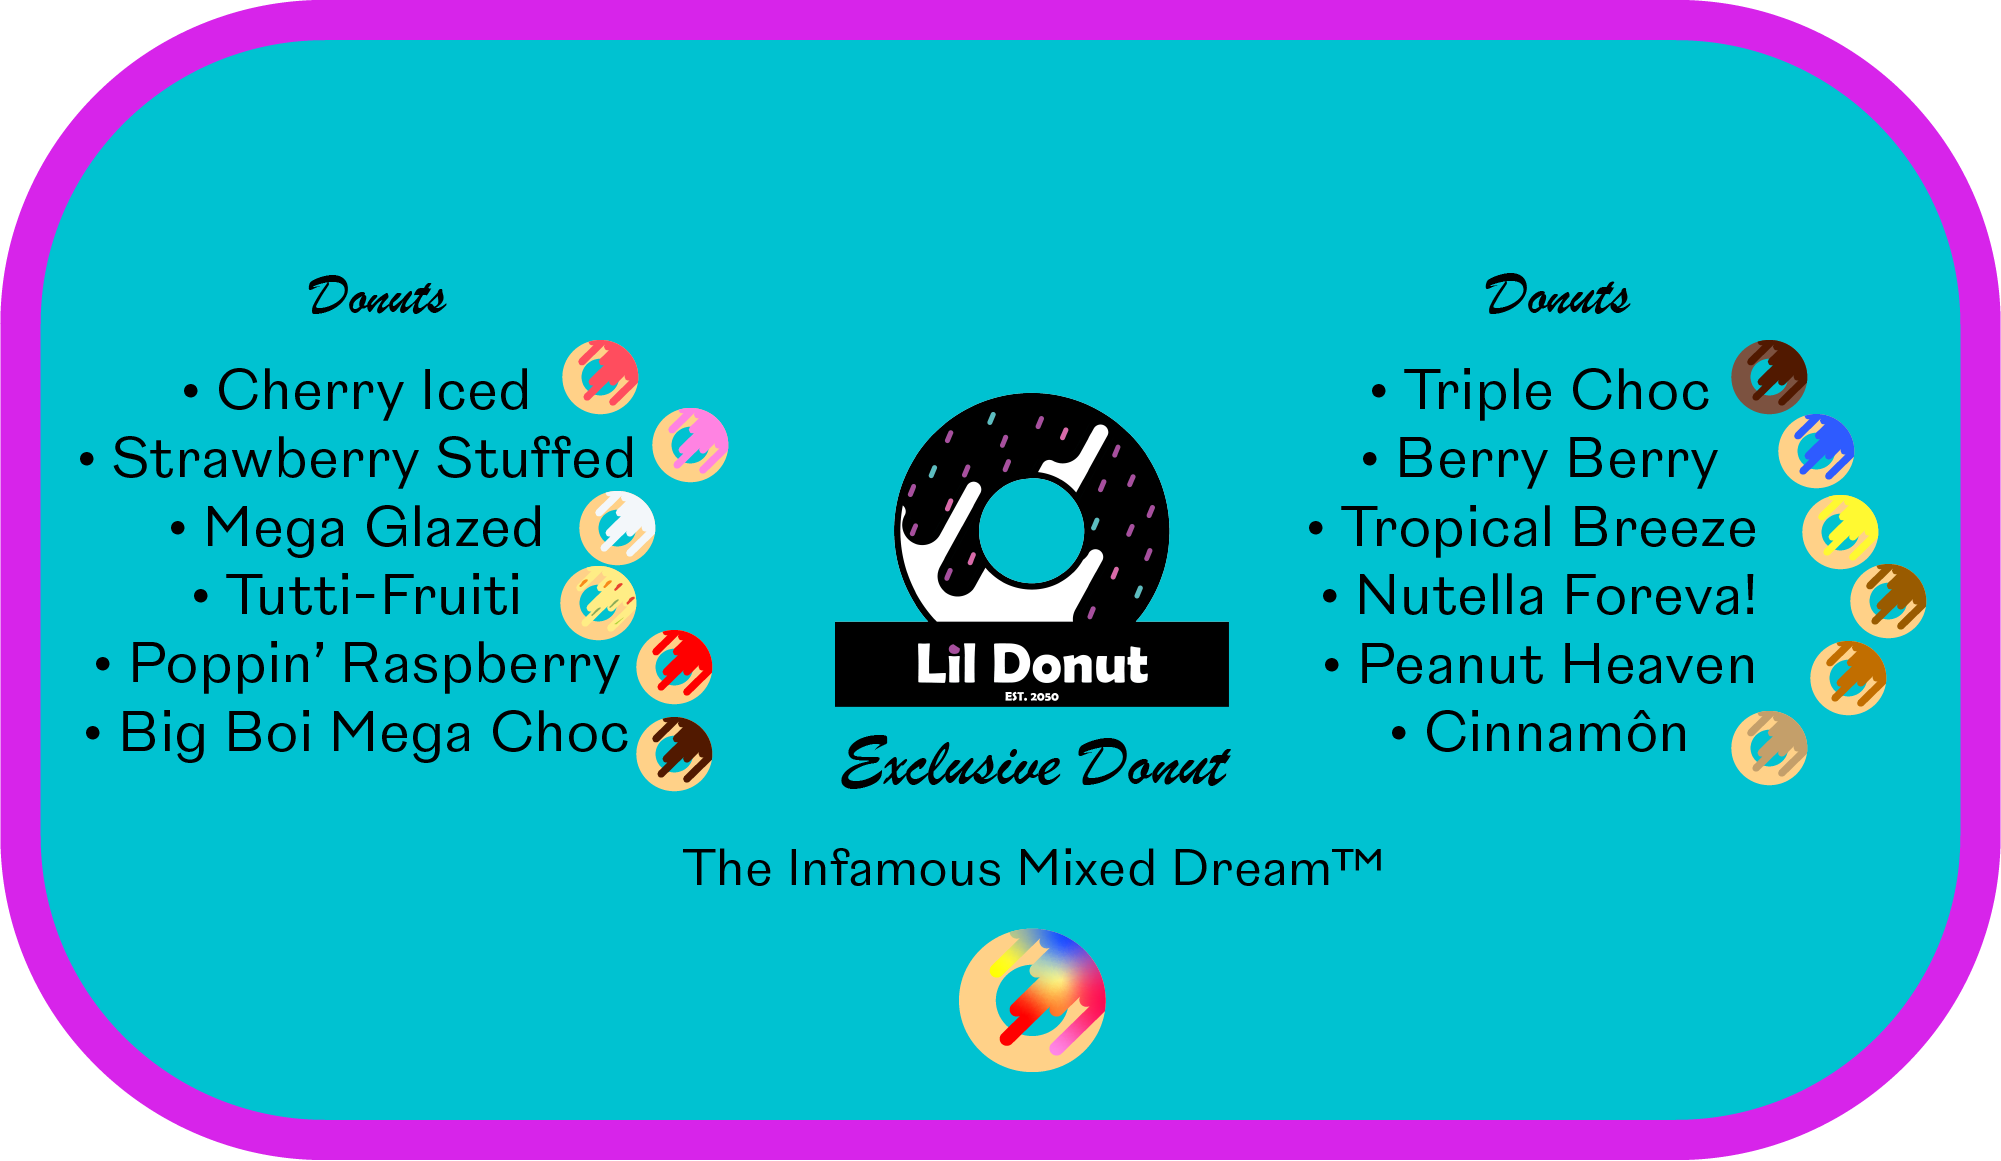 Donuts
• Cherry Iced
• Strawberry Stuffed
• Mega Glazed
• Tutti-Fruiti
• Poppin’ Raspberry
• Big Boi Mega Choc
Lil Donut
EST. 2050
Exclusive Donut
The Infamous Mixed Dream™
Donuts
• Triple Choc
• Berry Berry
• Tropical Breeze
• Nutella Foreva!
• Peanut Heaven
• Cinnamôn